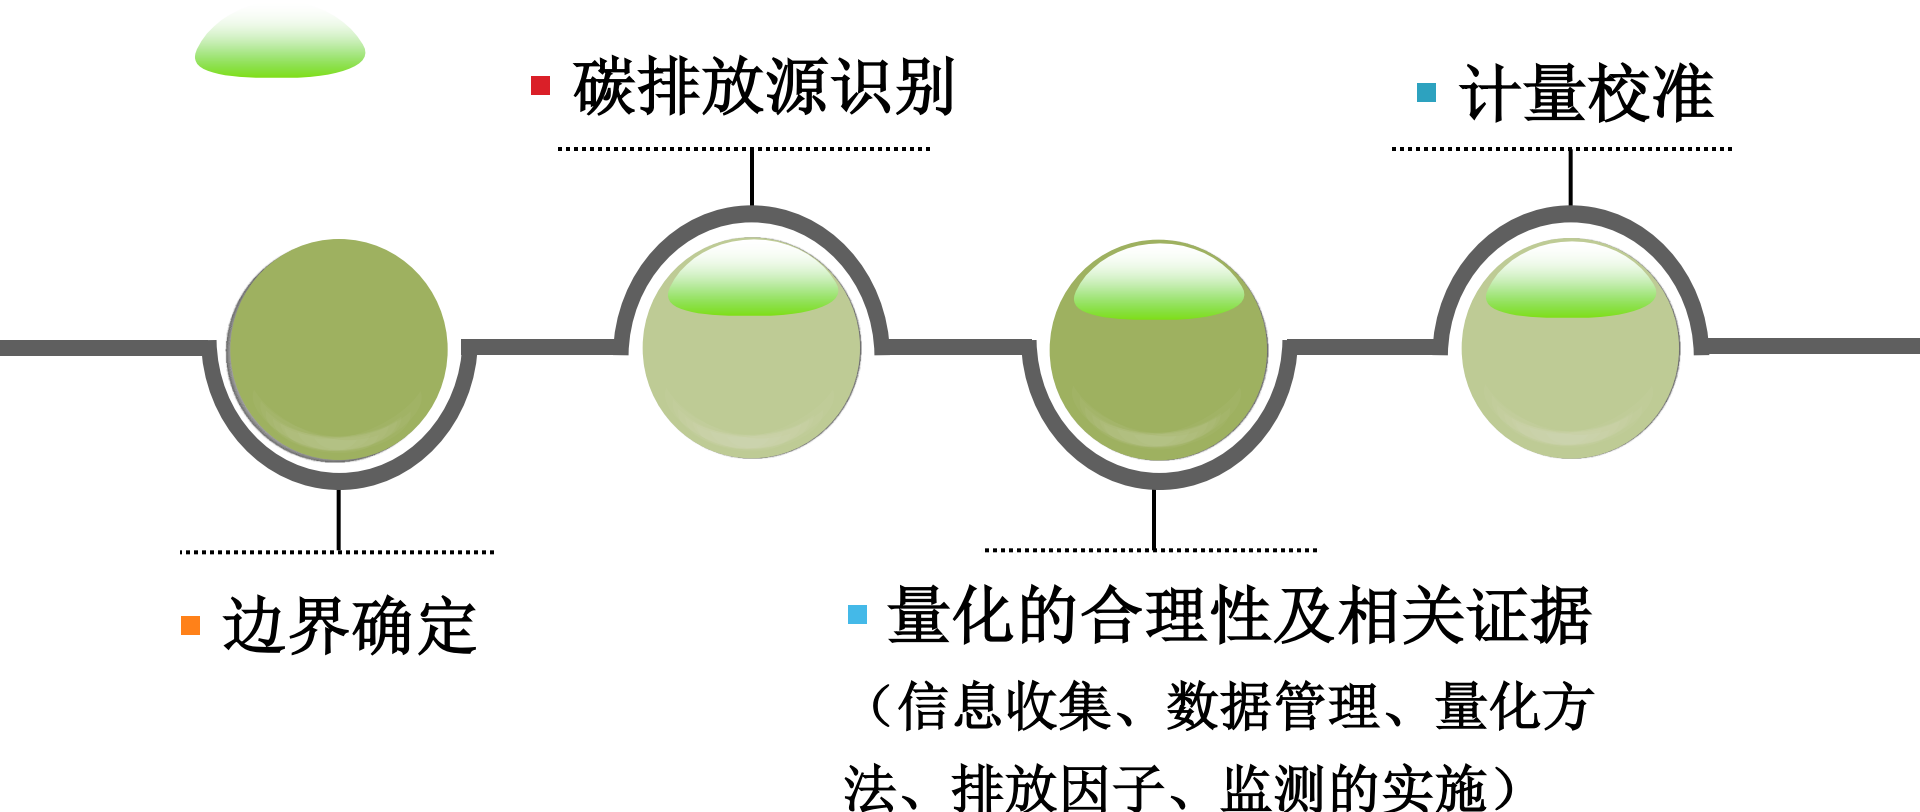 碳排放源识别
计量校准
边界确定
量化的合理性及相关证据
（信息收集、数据管理、量化方
法、排放因子、监测的实施）